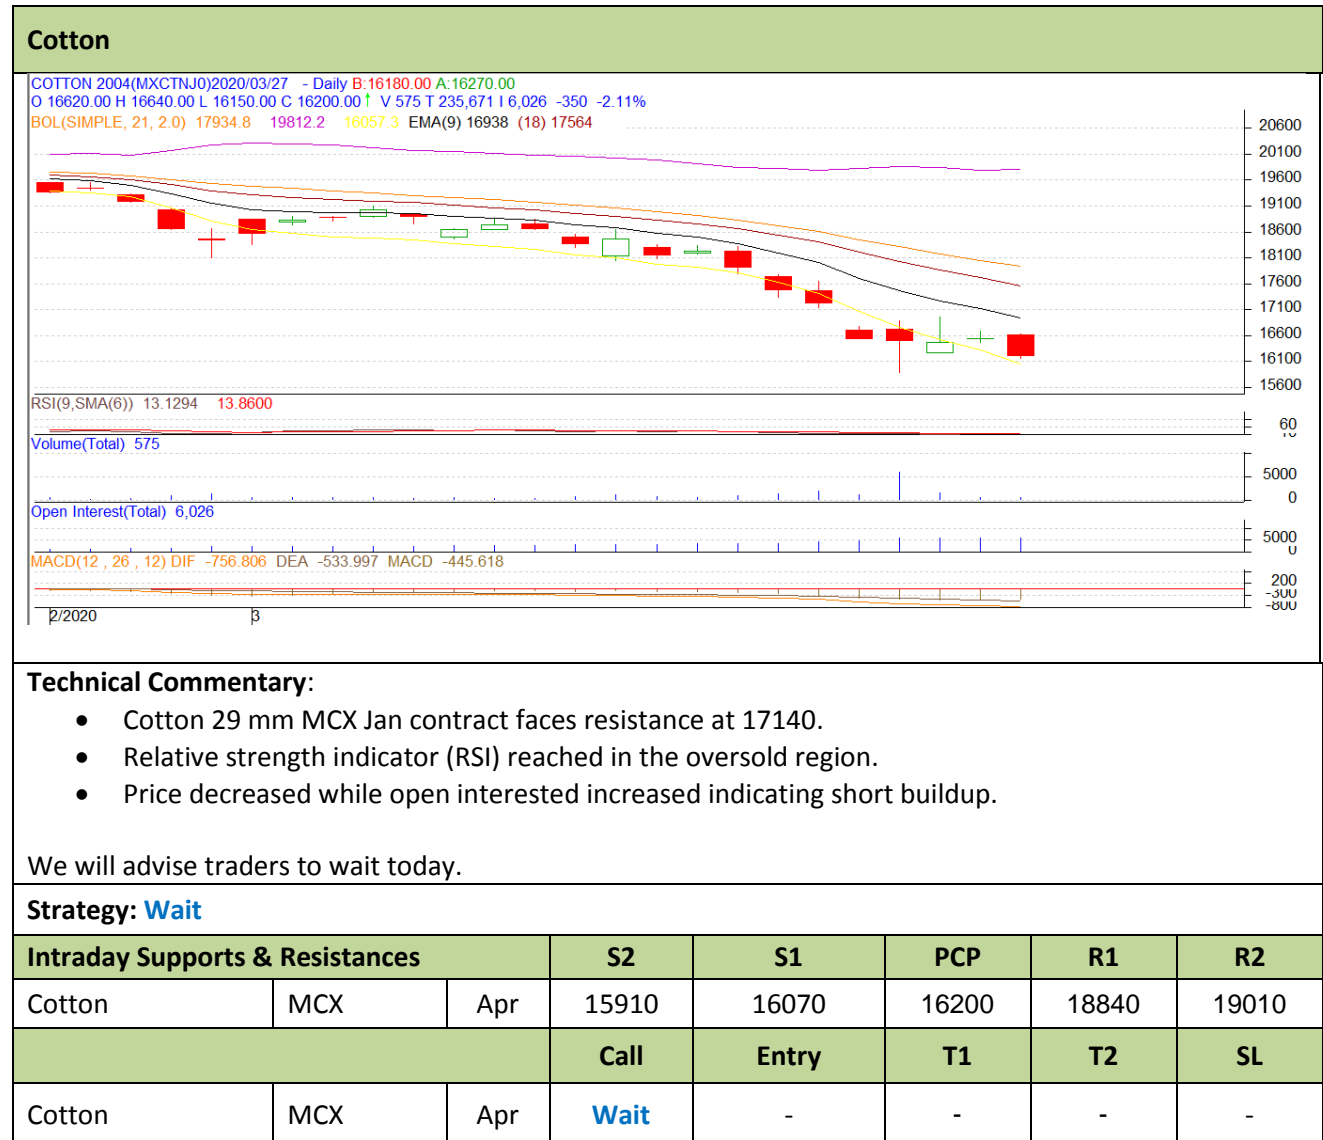 Cotton
COTTON 2004(MXCTNJ0)2020/03/27 - Daily B:16180.00 A:16270.00
O 16620.00 H 16640.00 L 16150.00 C 16200.00↑ V 575 T 235,671 I 6,026 -350 -2.11%
BOL(SIMPLE, 21, 2.0) 17934.8 19812.2 16057.3 EMA(9) 16938 (18) 17564
20600
20100
19600
19100
18600
18100
17600
17100
16600
16100
15600
RSI(9,SMA(6)) 13.1294 13.8600
60
Volume(Total) 575
5000
0
Open Interest(Total) 6,026
5000
0
MACD(12 , 26 , 12) DIF -756.806 DEA -533.997 MACD -445.618
200
-300
-800
2/2020 3
Technical Commentary:
• Cotton 29 mm MCX Jan contract faces resistance at 17140.
• Relative strength indicator (RSI) reached in the oversold region.
• Price decreased while open interested increased indicating short buildup.
We will advise traders to wait today.
Strategy: Wait
Intraday Supports & Resistances S2 S1 PCP R1 R2
Cotton MCX Apr 15910 16070 16200 18840 19010
Call Entry T1 T2 SL
Cotton MCX Apr Wait - - - -